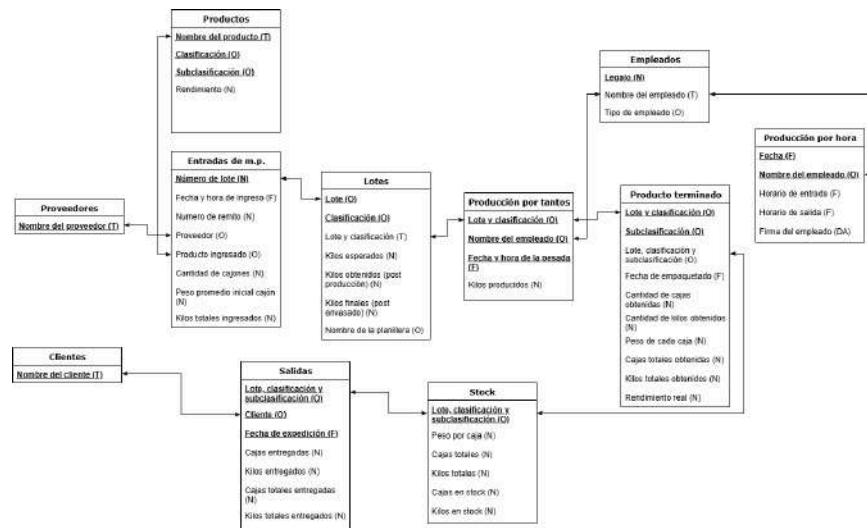 Productos
Nombre del producto (T)
Clasificación (O)
Subclasificación (O)
Rendimiento (N)
Empleados
Legajo (N)
Nombre del empleado (T)
Tipo de empleado (O)
Producción por hora
Fecha (F)
Nombre del empleado (O)
Horario de entrada (F)
Horario de salida (F)
Firma del empleado (DA)
Entradas de m.p.
Número de lote (N)
Fecha y hora de ingreso (F)
Numero de remito (N)
Proveedor (O)
Producto ingresado (O)
Cantidad de cajones (N)
Peso promedio inicial cajón
(N)
Kilos totales ingresados (N)
Proveedores
Nombre del proveedor (T)
Lotes
Lote (O)
Clasificación (O)
Lote y clasificación (T)
Kilos esperados (N)
Kilos obtenidos (post
producción) (N)
Kilos finales (post
envasado) (N)
Nombre de la planillera (O)
Producción por tantos
Lote y clasificación (O)
Nombre del empleado (O)
Fecha y hora de la pesada
(F)
Kilos producidos (N)
Producto terminado
Lote y clasificación (O)
Subclasificación (O)
Lote, clasificación y
subclasificación (O)
Fecha de empaquetado (F)
Cantidad de cajas
obtenidas (N)
Cantidad de kilos obtenidos
(N)
Peso de cada caja (N)
Cajas totales obtenidas (N)
Kilos totales obtenidos (N)
Rendimiento real (N)
Clientes
Nombre del cliente (T)
Salidas
Lote, clasificación y
subclasificación (O)
Cliente (O)
Fecha de expedición (F)
Cajas entregadas (N)
Kilos entregados (N)
Cajas totales entregadas
(N)
Kilos totales entregados (N)
Stock
Lote, clasificación y
subclasificación (O)
Peso por caja (N)
Cajas totales (N)
Kilos totales (N)
Cajas en stock (N)
Kilos en stock (N)